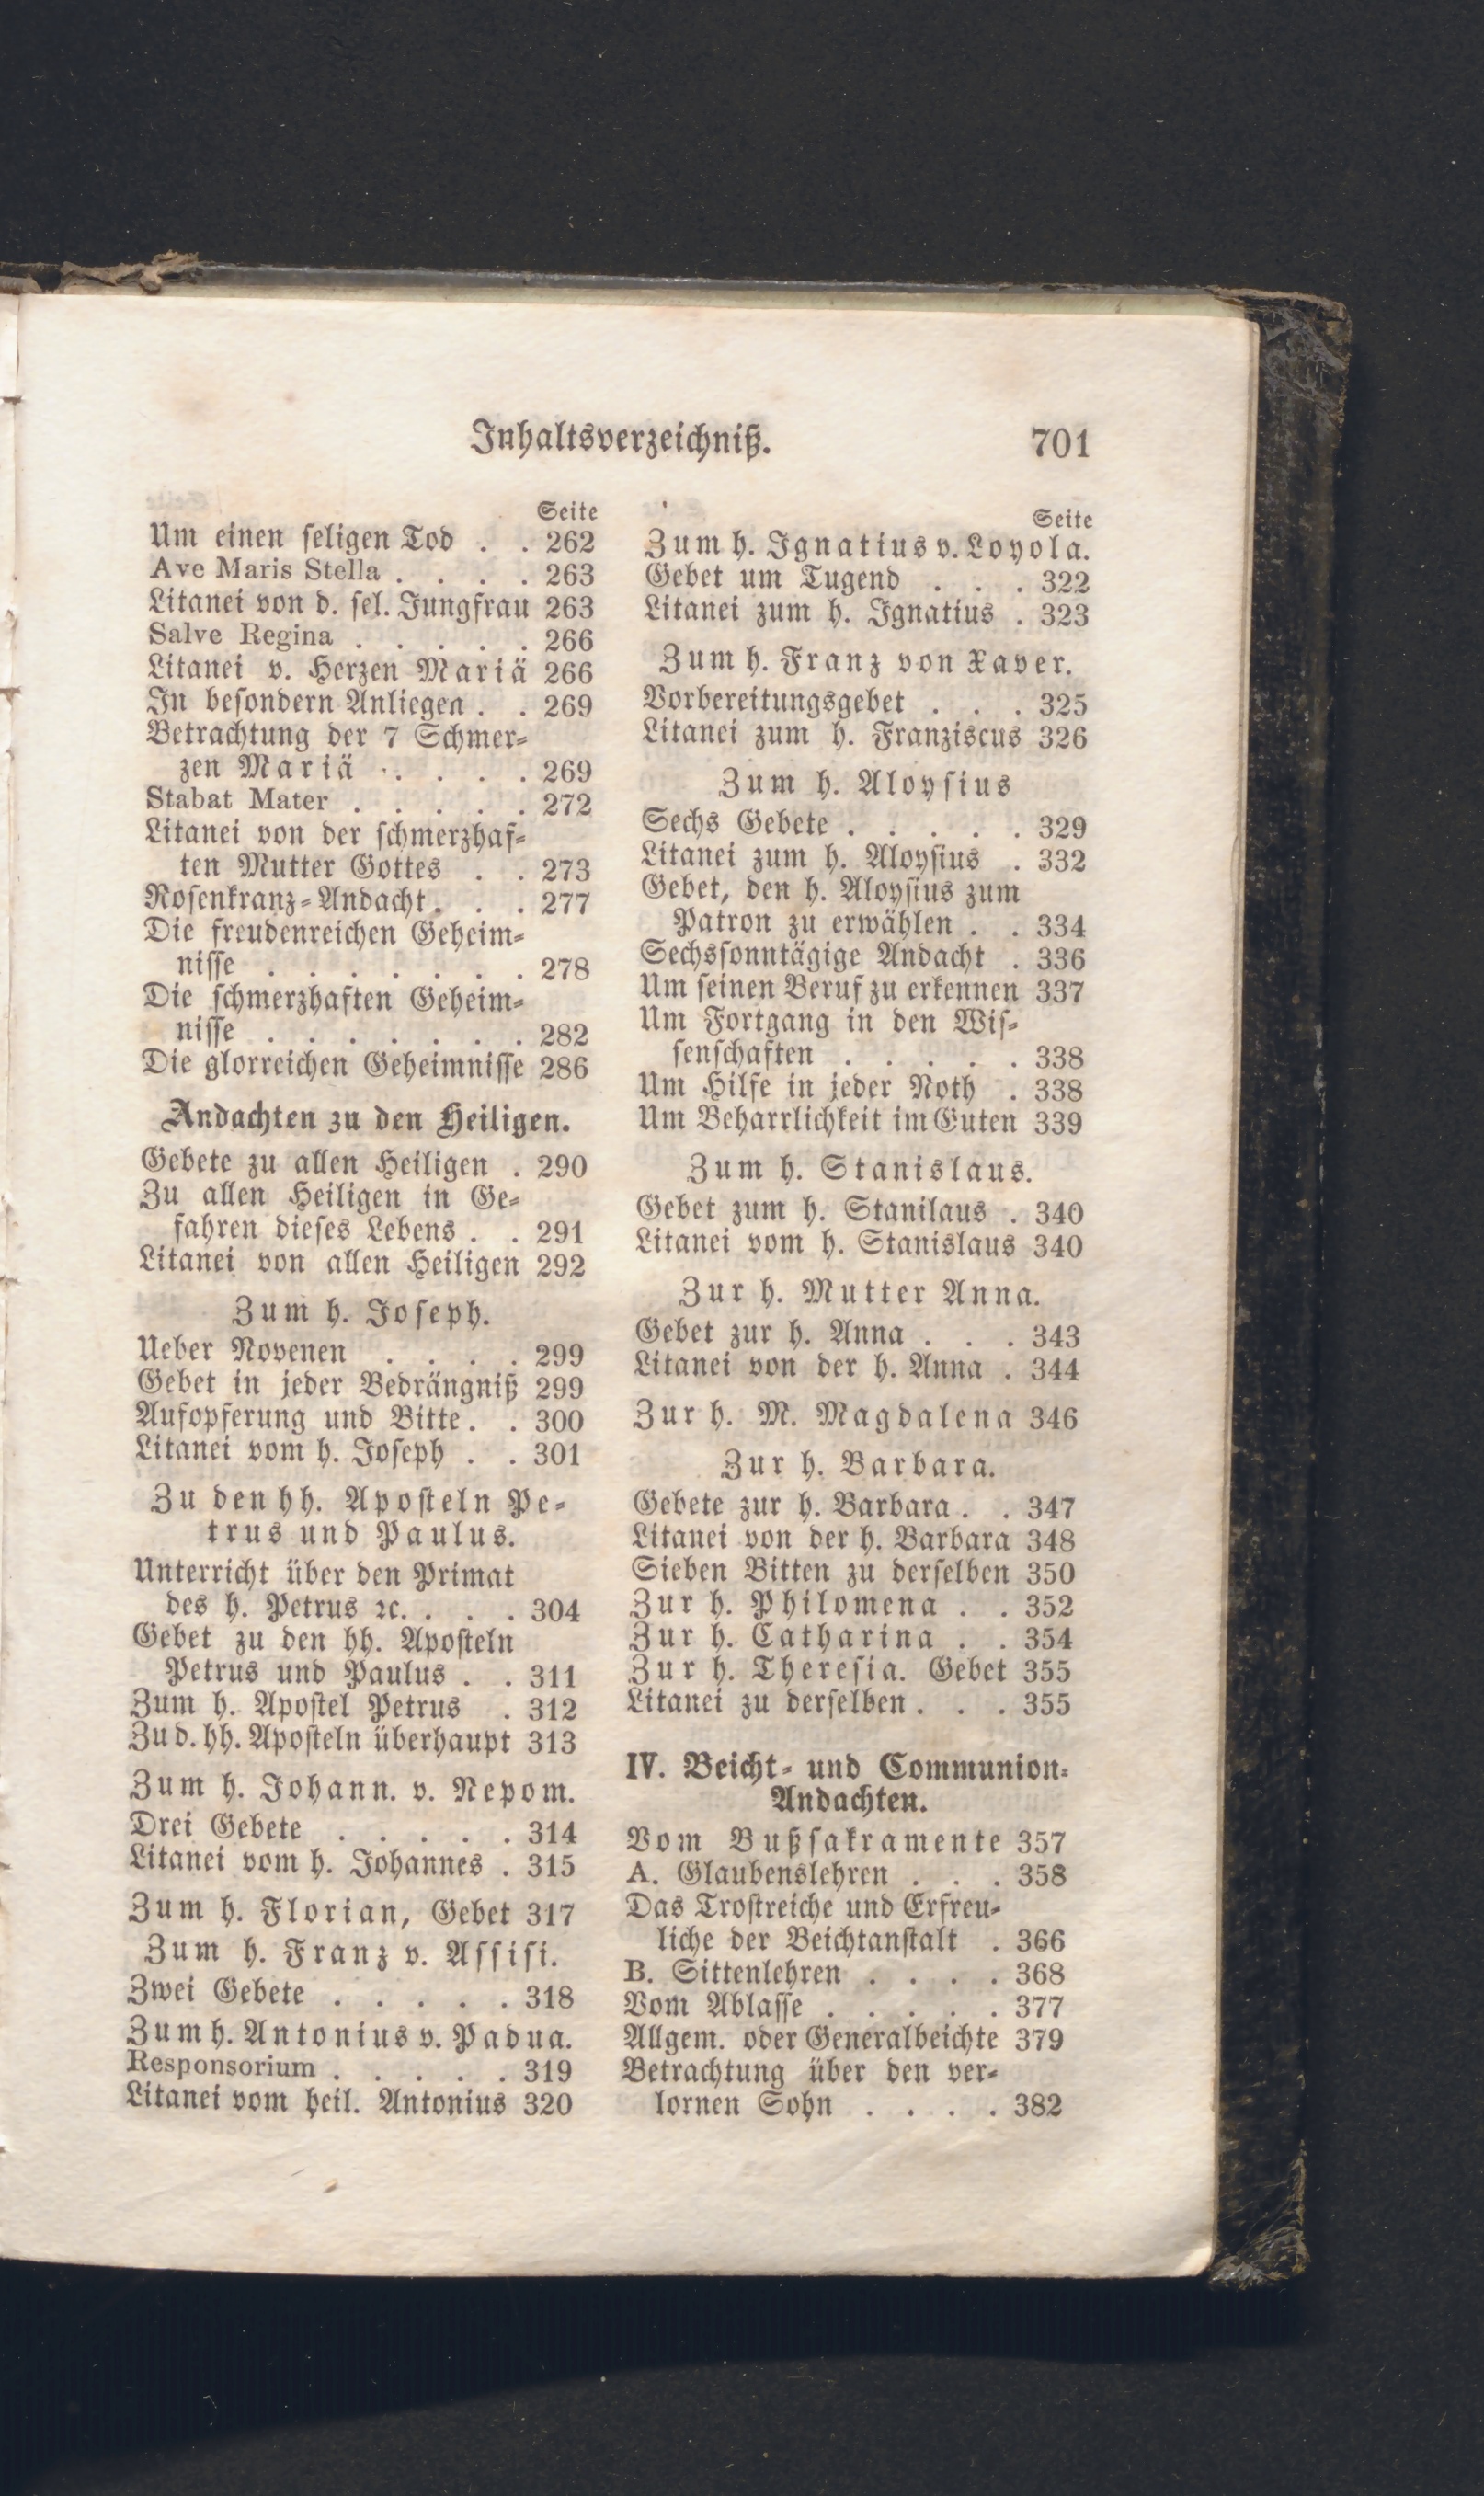 Inhaltsverzeichniß. 701
Seite
Um einen seligen Tod . . 262
Ave Maris Stella . . . . 263
Litanei von d. sel. Jungfrau 263
Salve Regina . . . . . 266
Litanei v. Herzen Mariä 266
In besondern Anliegen . . 269
Betrachtung der 7 Schmer-
zen Mariä . . . . . 269
Stabat Mater . . . . . 272
Litanei von der schmerzhaf-
ten Mutter Gottes . . 273
Rosenkranz-Andacht . . . 277
Die freudenreichen Geheim-
nisse . . . . . . . 278
Die schmerzhaften Geheim-
nisse . . . . . . . 282
Die glorreichen Geheimnisse 286
Andachten zu den Heiligen.
Gebete zu allen Heiligen . 290
Zu allen Heiligen in Ge-
fahren dieses Lebens . . 291
Litanei von allen Heiligen 292
Zum h. Joseph.
Ueber Novenen . . . . 299
Gebet in jeder Bedrängniß 299
Aufopferung und Bitte . . 300
Litanei vom h. Joseph . . 301
Zu den hh. Aposteln Pe-
trus und Paulus.
Unterricht über den Primat
des h. Petrus ꝛc. . . . 304
Gebet zu den hh. Aposteln
Petrus und Paulus . . 311
Zum h. Apostel Petrus . 312
Zu d. hh. Aposteln überhaupt 313
Zum h. Johann. v. Nepom.
Drei Gebete . . . . . 314
Litanei vom h. Johannes . 315
Zum h. Florian, Gebet 317
Zum h. Franz v. Assisi.
Zwei Gebete . . . . . 318
Zum h. Antonius v. Padua.
Responsorium . . . . . 319
Litanei vom heil. Antonius 320
Seite
Zum h. Ignatius v. Loyola.
Gebet um Tugend . . . 322
Litanei zum h. Ignatius . 323
Zum h. Franz von Xaver.
Vorbereitungsgebet . . . 325
Litanei zum h. Franziscus 326
Zum h. Aloysius
Sechs Gebete . . . . . 329
Litanei zum h. Aloysius . 332
Gebet, den h. Aloysius zum
Patron zu erwählen . . 334
Sechssonntägige Andacht . 336
Um seinen Beruf zu erkennen 337
Um Fortgang in den Wis-
senschaften . . . . . 338
Um Hilfe in jeder Noth . 338
Um Beharrlichkeit im Guten 339
Zum h. Stanislaus.
Gebet zum h. Stanilaus . 340
Litanei vom h. Stanislaus 340
Zur h. Mutter Anna.
Gebet zur h. Anna . . . 343
Litanei von der h. Anna . 344
Zur h. M. Magdalena 346
Zur h. Barbara.
Gebete zur h. Barbara . . 347
Litanei von der h. Barbara 348
Sieben Bitten zu derselben 350
Zur h. Philomena . . 352
Zur h. Catharina . . 354
Zur h. Theresia. Gebet 355
Litanei zu derselben . . . 355
IV. Beicht- und Communion-
Andachten.
Vom Bußsakramente 357
A. Glaubenslehren . . . 358
Das Trostreiche und Erfreu-
liche der Beichtanstalt . 366
B. Sittenlehren . . . . 368
Vom Ablasse . . . . . 377
Allgem. oder Generalbeichte 379
Betrachtung über den ver-
lornen Sohn . . . . 382